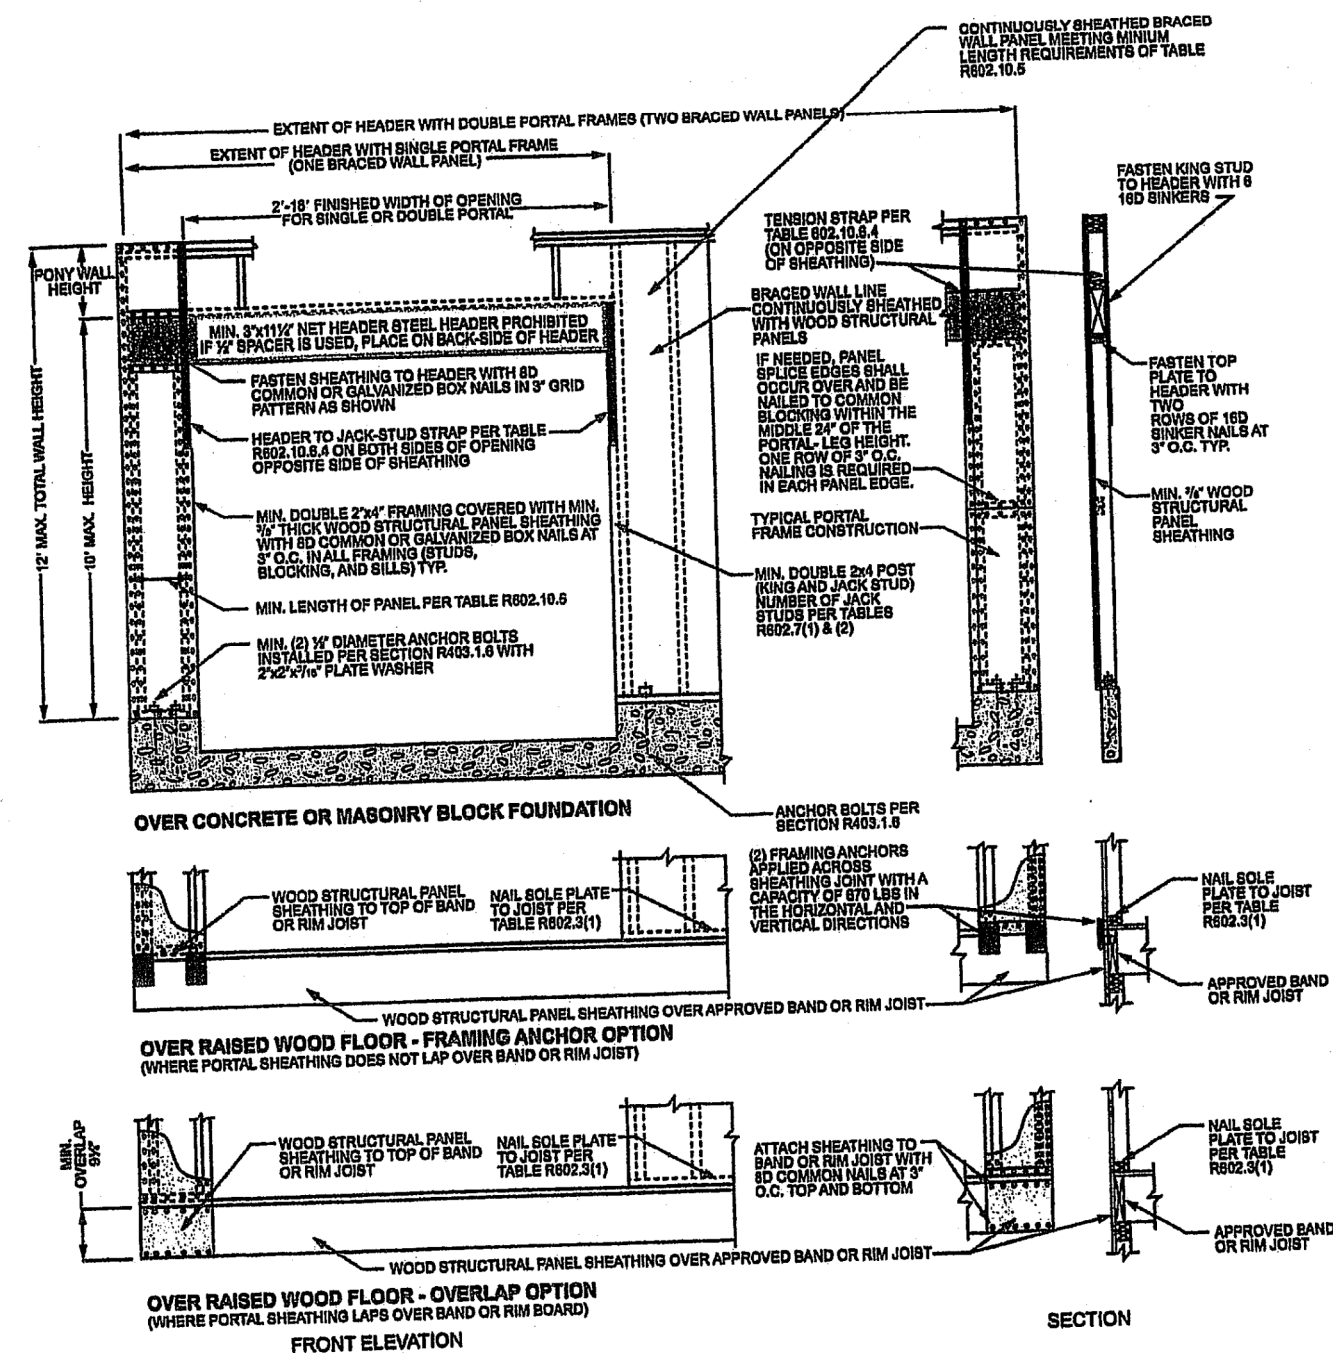 CONTINUOUSLY SHEATHED BRACED
WALL PANEL MEETING MINIUM
LENGTH REQUIREMENTS OF TABLE
R602.10.5
EXTENT OF HEADER WITH DOUBLE PORTAL FRAMES (TWO BRACED WALL PANELS)
EXTENT OF HEADER WITH SINGLE PORTAL FRAME
(ONE BRACED WALL PANEL)
2'-18' FINISHED WIDTH OF OPENING
FOR SINGLE OR DOUBLE PORTAL
FASTEN KING STUD
TO HEADER WITH 6
16D SINKERS
TENSION STRAP PER
TABLE 602.10.6.4
(ON OPPOSITE SIDE
OF SHEATHING)
PONY WALL
HEIGHT
12' MAX. TOTAL WALL HEIGHT
10' MAX. HEIGHT
MIN. 3"x11¼" NET HEADER STEEL HEADER PROHIBITED
IF ½" SPACER IS USED, PLACE ON BACK-SIDE OF HEADER
BRACED WALL LINE
CONTINUOUSLY SHEATHED
WITH WOOD STRUCTURAL
PANELS
FASTEN SHEATHING TO HEADER WITH 8D
COMMON OR GALVANIZED BOX NAILS IN 3" GRID
PATTERN AS SHOWN
IF NEEDED, PANEL
SPLICE EDGES SHALL
OCCUR OVER AND BE
NAILED TO COMMON
BLOCKING WITHIN THE
MIDDLE 24" OF THE
PORTAL- LEG HEIGHT.
ONE ROW OF 3" O.C.
NAILING IS REQUIRED
IN EACH PANEL EDGE.
FASTEN TOP
PLATE TO
HEADER WITH
TWO
ROWS OF 16D
SINKER NAILS AT
3" O.C. TYP.
HEADER TO JACK-STUD STRAP PER TABLE
R602.10.6.4 ON BOTH SIDES OF OPENING
OPPOSITE SIDE OF SHEATHING
MIN. DOUBLE 2"x4" FRAMING COVERED WITH MIN.
⅜" THICK WOOD STRUCTURAL PANEL SHEATHING
WITH 8D COMMON OR GALVANIZED BOX NAILS AT
3" O.C. IN ALL FRAMING (STUDS,
BLOCKING, AND SILLS) TYP.
MIN. ⅜" WOOD
STRUCTURAL
PANEL
SHEATHING
TYPICAL PORTAL
FRAME CONSTRUCTION
MIN. DOUBLE 2x4 POST
(KING AND JACK STUD)
NUMBER OF JACK
STUDS PER TABLES
R602.7(1) & (2)
MIN. LENGTH OF PANEL PER TABLE R602.10.5
MIN. (2) ½" DIAMETER ANCHOR BOLTS
INSTALLED PER SECTION R403.1.6 WITH
2"x2"x³/₁₆" PLATE WASHER
OVER CONCRETE OR MASONRY BLOCK FOUNDATION
ANCHOR BOLTS PER
SECTION R403.1.6
WOOD STRUCTURAL PANEL
SHEATHING TO TOP OF BAND
OR RIM JOIST
NAIL SOLE PLATE
TO JOIST PER
TABLE R602.3(1)
(2) FRAMING ANCHORS
APPLIED ACROSS
SHEATHING JOINT WITH A
CAPACITY OF 670 LBS IN
THE HORIZONTAL AND
VERTICAL DIRECTIONS
NAIL SOLE
PLATE TO JOIST
PER TABLE
R602.3(1)
APPROVED BAND
OR RIM JOIST
WOOD STRUCTURAL PANEL SHEATHING OVER APPROVED BAND OR RIM JOIST
OVER RAISED WOOD FLOOR - FRAMING ANCHOR OPTION
(WHERE PORTAL SHEATHING DOES NOT LAP OVER BAND OR RIM JOIST)
MIN.
OVERLAP
9¼"
WOOD STRUCTURAL PANEL
SHEATHING TO TOP OF BAND
OR RIM JOIST
NAIL SOLE PLATE
TO JOIST PER
TABLE R602.3(1)
ATTACH SHEATHING TO
BAND OR RIM JOIST WITH
8D COMMON NAILS AT 3"
O.C. TOP AND BOTTOM
NAIL SOLE
PLATE TO JOIST
PER TABLE
R602.3(1)
APPROVED BAND
OR RIM JOIST
WOOD STRUCTURAL PANEL SHEATHING OVER APPROVED BAND OR RIM JOIST
OVER RAISED WOOD FLOOR - OVERLAP OPTION
(WHERE PORTAL SHEATHING LAPS OVER BAND OR RIM BOARD)
FRONT ELEVATION
SECTION